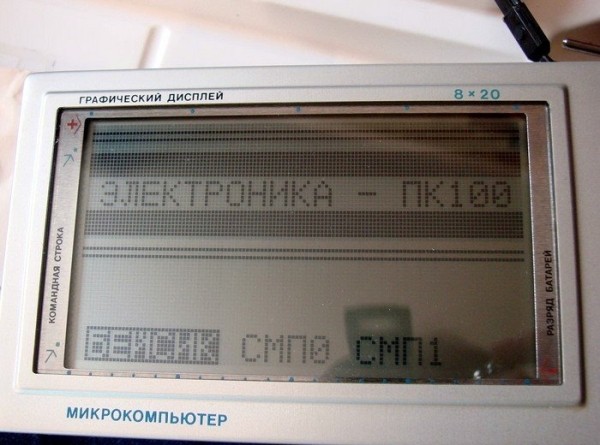 ГРАФИЧЕСКИЙ ДИСПЛЕЙ 8×20
ЭЛЕКТРОНИКА - ПК100
КОМАНДНАЯ СТРОКА
РАЗРЯД БАТАРЕЙ
БЕЙСИК СМП0 СМП1
МИКРОКОМПЬЮТЕР